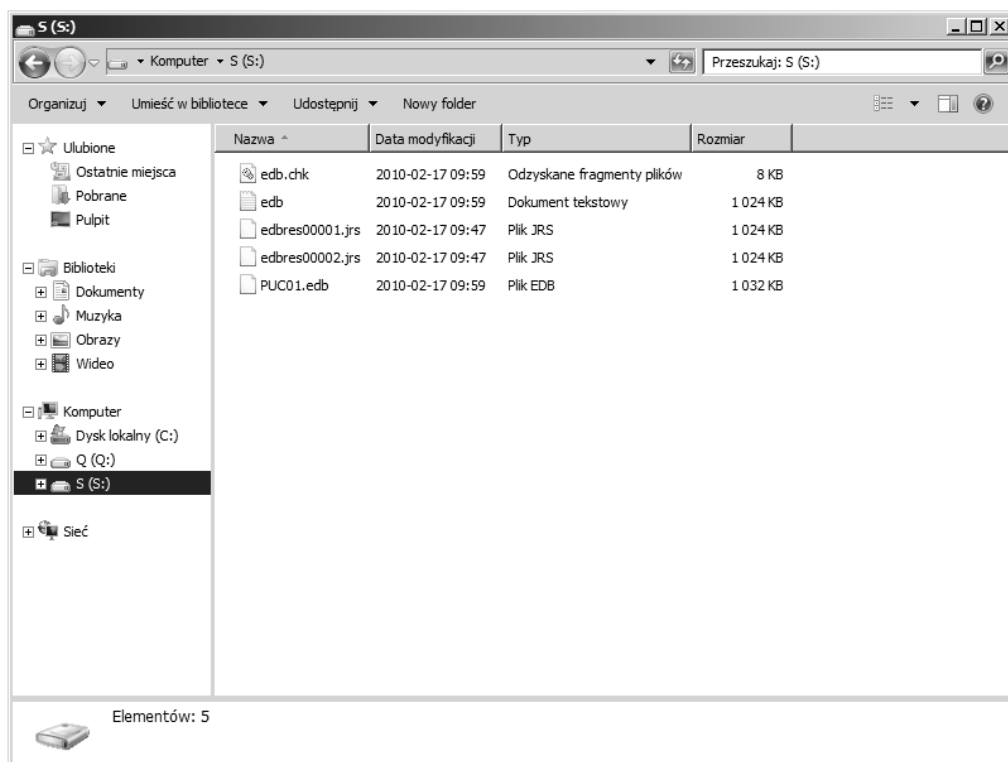 S (S:)
Komputer S (S:)
Przeszukaj: S (S:)
Organizuj Umieść w bibliotece Udostępnij Nowy folder
Ulubione
Ostatnie miejsca
Pobrane
Pulpit
Biblioteki
Dokumenty
Muzyka
Obrazy
Wideo
Komputer
Dysk lokalny (C:)
Q (Q:)
S (S:)
Sieć
Nazwa Data modyfikacji Typ Rozmiar
edb.chk 2010-02-17 09:59 Odzyskane fragmenty plików 8 KB
edb 2010-02-17 09:59 Dokument tekstowy 1 024 KB
edbres00001.jrs 2010-02-17 09:47 Plik JRS 1 024 KB
edbres00002.jrs 2010-02-17 09:47 Plik JRS 1 024 KB
PUC01.edb 2010-02-17 09:59 Plik EDB 1 032 KB
Elementów: 5